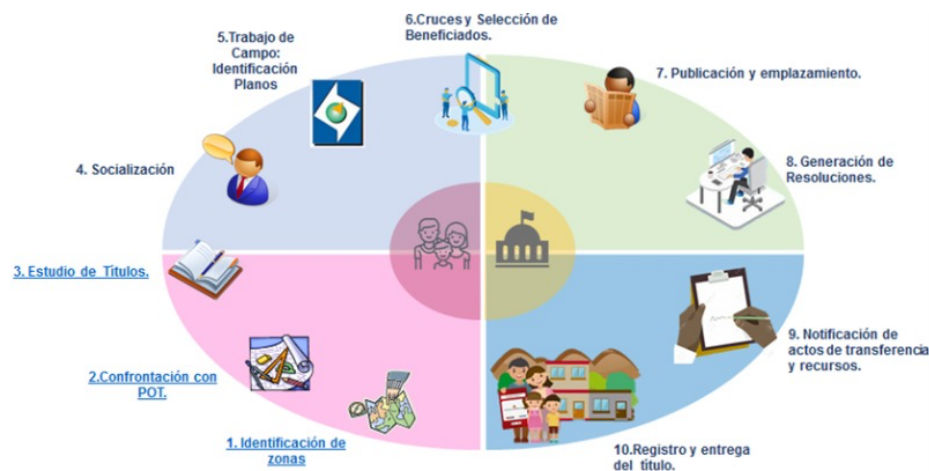 6.Cruces y Selección de
Beneficiados.
5.Trabajo de
Campo:
Identificación
Planos
7. Publicación y emplazamiento.
4. Socialización
8. Generación de
Resoluciones.
3. Estudio de Títulos.
9. Notificación de
actos de transferencia
y recursos.
2.Confrontación con
POT.
1. Identificación de
zonas
10.Registro y entrega
del título.